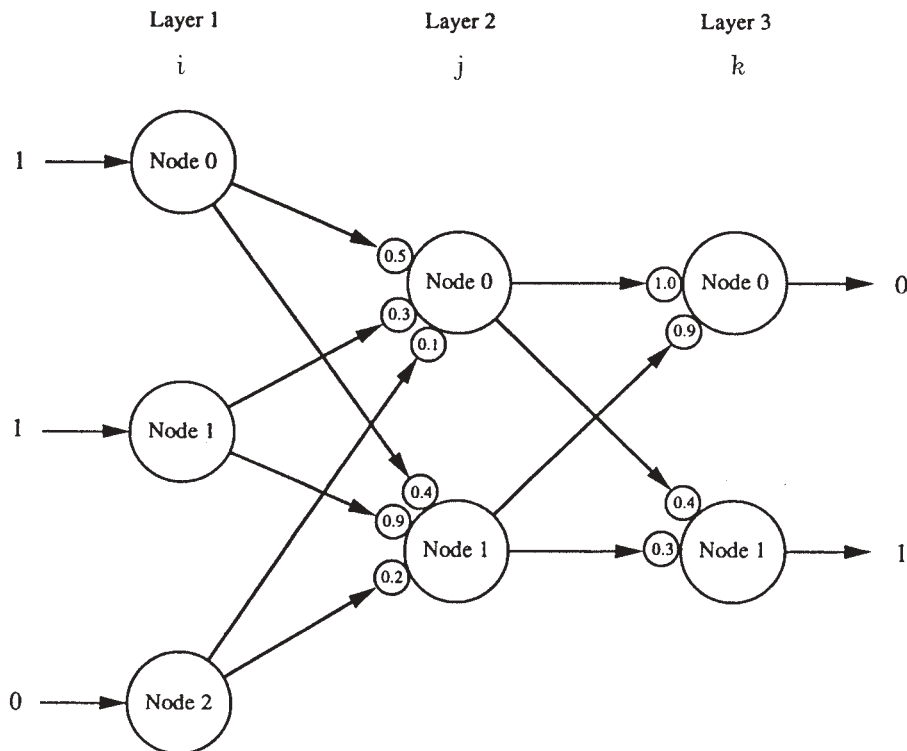 Layer 1 Layer 2 Layer 3
i j k
1 Node 0
0.5 Node 0 1.0 Node 0 0
0.3 0.9
0.1
1 Node 1
0.4 0.4
0.9 Node 1 0.3 Node 1 1
0.2
0 Node 2